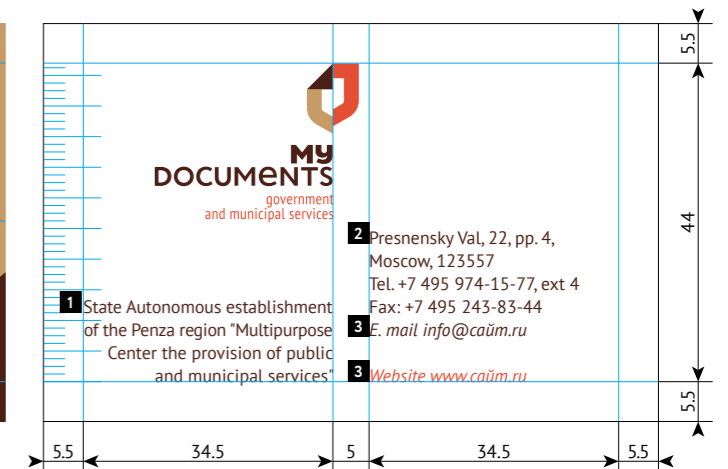 5.5
MY
DOCUMENTS
government
and municipal services
44
2
Presnensky Val, 22, pp. 4,
Moscow, 123557
Tel. +7 495 974-15-77, ext 4
Fax: +7 495 243-83-44
3
E. mail info@сайт.ru
3
Website www.сайт.ru
1
State Autonomous establishment
of the Penza region "Multipurpose
Center the provision of public
and municipal services"
5.5
5.5
34.5
5
34.5
5.5